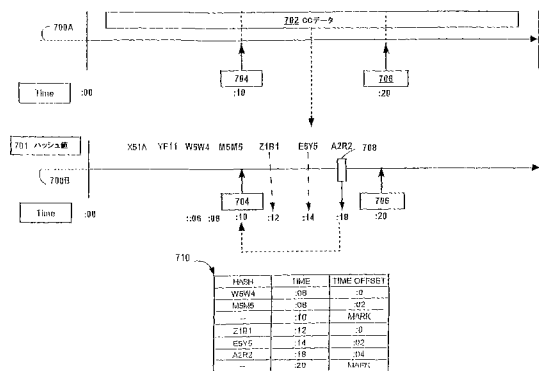 702 CCデータ
700A
704
706
Time :00 :10 :20
701 ハッシュ値
X51A YF11 W5W4 M5M5 Z1B1 E5Y5 A2R2 708
700B
704
706
Time :00 :06 :08 :10 :12 :14 :18 :20
710
HASH TIME TIME OFFSET
W5W4 :06 :0
M5M5 :08 :02
-- :10 MARK
Z1B1 :12 :0
E5Y5 :14 :02
A2R2 :18 :04
-- :20 MARK